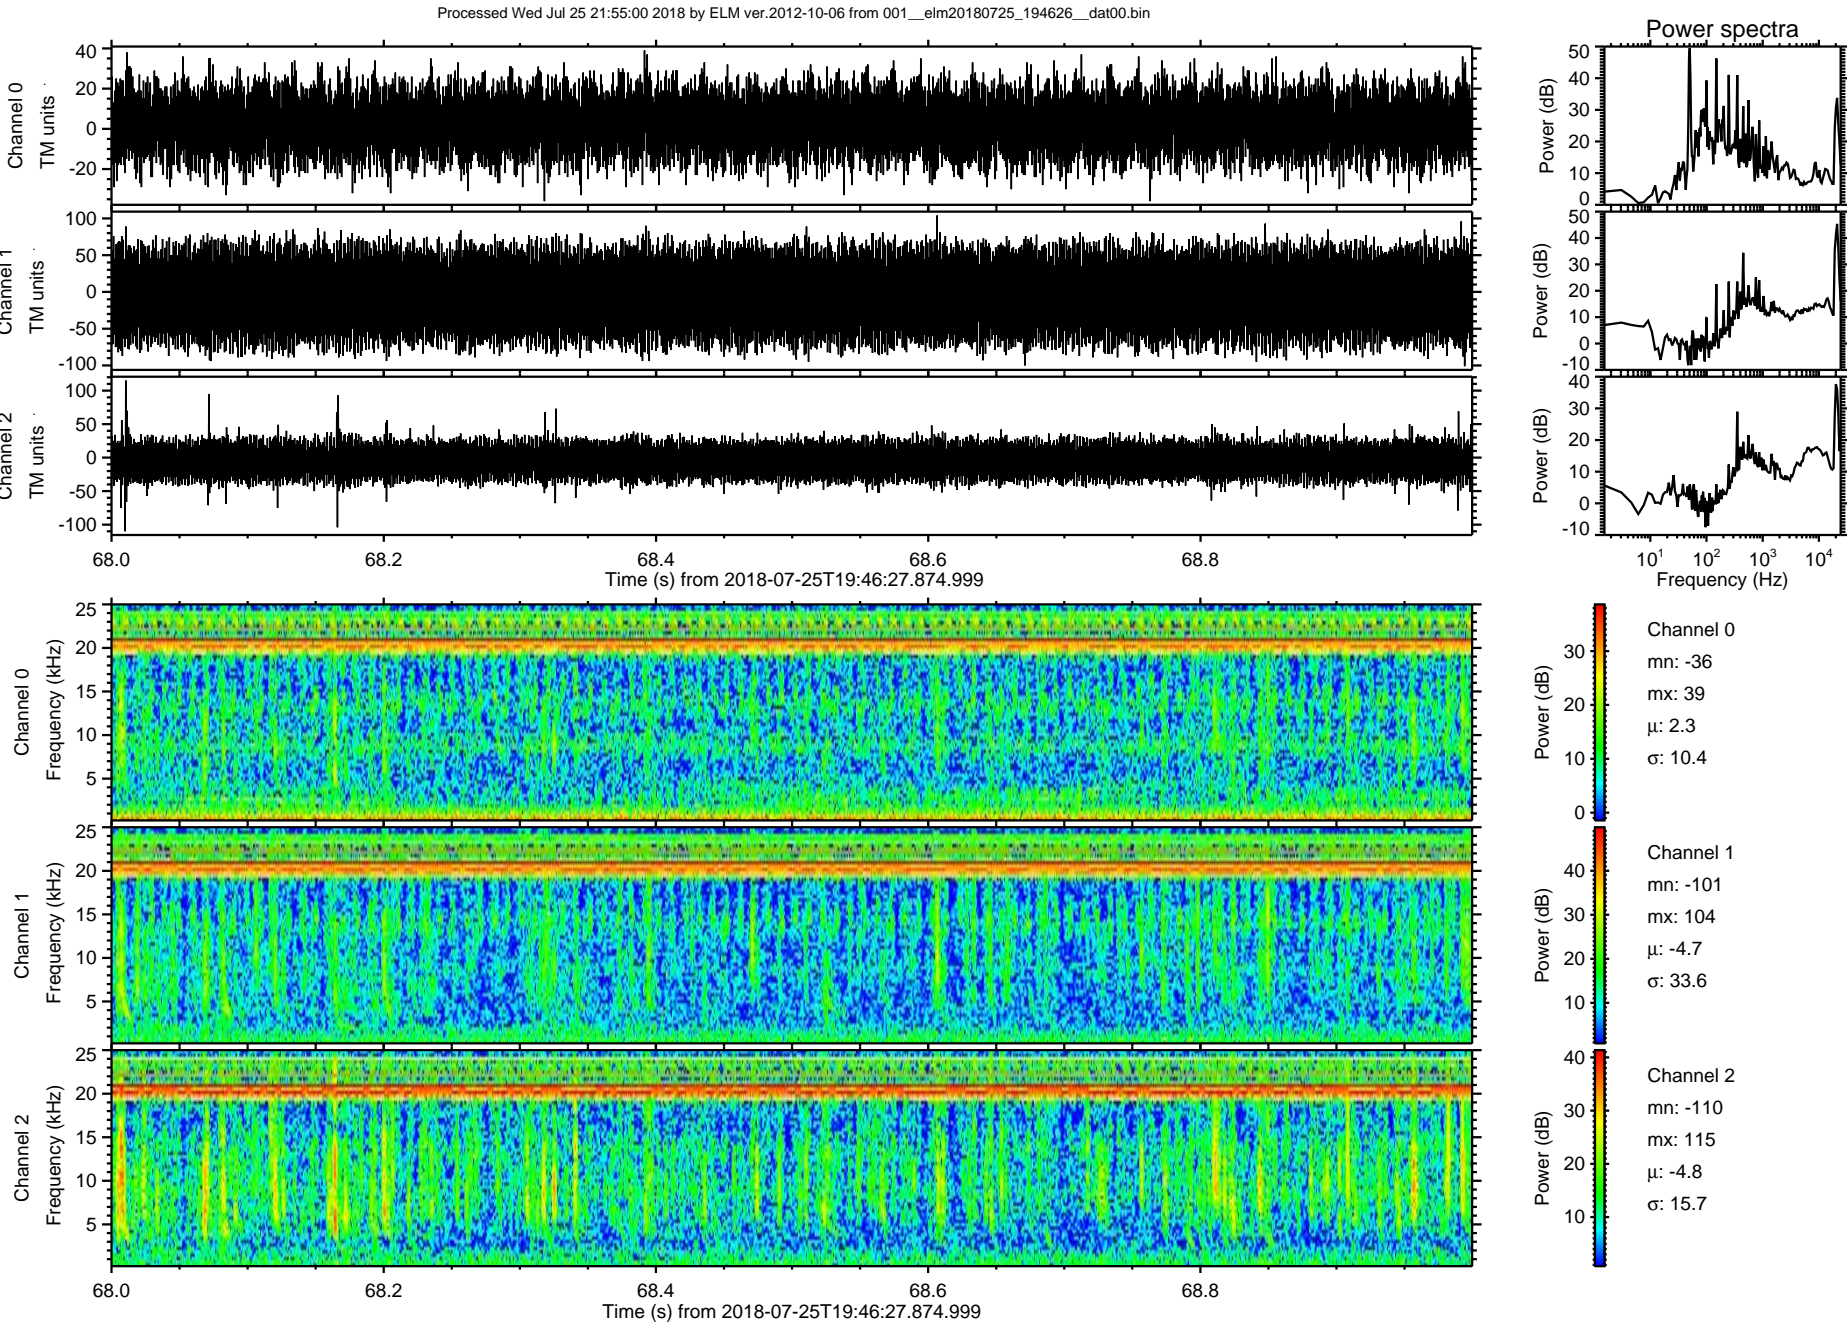 Processed Wed Jul 25 21:55:00 2018 by ELM ver.2012-10-06 from 001__elm20180725_194626__dat00.bin
Power spectra
Channel 0
TM units
40
20
0
-20
Power (dB)
50
40
30
20
10
0
Channel 1
TM units
100
50
0
-50
-100
Power (dB)
50
40
30
20
10
0
-10
Channel 2
TM units
100
50
0
-50
-100
Power (dB)
40
30
20
10
0
-10
68.0 68.2 68.4 68.6 68.8
Time (s) from 2018-07-25T19:46:27.874.999
10^1 10^2 10^3 10^4
Frequency (Hz)
Channel 0
Frequency (kHz)
25
20
15
10
5
Power (dB)
30
20
10
0
Channel 0
mn: -36
mx: 39
μ: 2.3
σ: 10.4
Channel 1
Frequency (kHz)
25
20
15
10
5
Power (dB)
40
30
20
10
Channel 1
mn: -101
mx: 104
μ: -4.7
σ: 33.6
Channel 2
Frequency (kHz)
25
20
15
10
5
Power (dB)
40
30
20
10
Channel 2
mn: -110
mx: 115
μ: -4.8
σ: 15.7
68.0 68.2 68.4 68.6 68.8
Time (s) from 2018-07-25T19:46:27.874.999